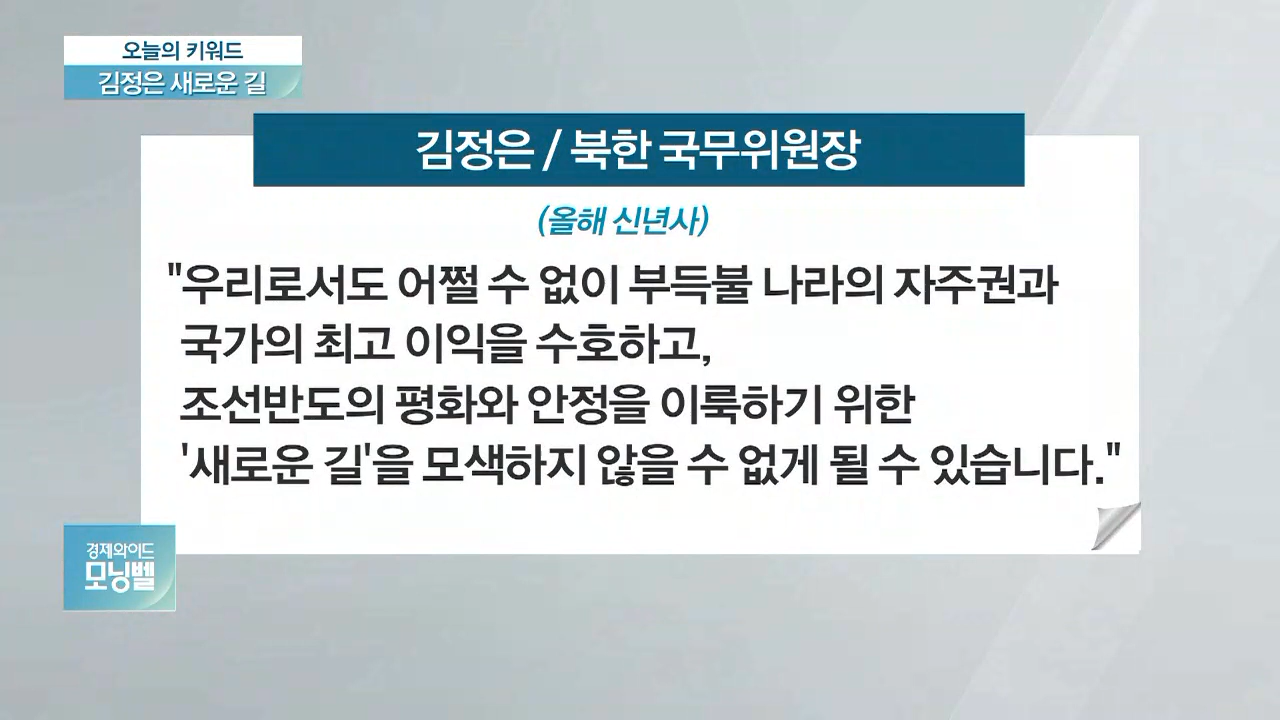 오늘의 키워드
김정은 새로운 길
김정은 / 북한 국무위원장
(올해 신년사)
"우리로서도 어쩔 수 없이 부득불 나라의 자주권과
국가의 최고 이익을 수호하고,
조선반도의 평화와 안정을 이룩하기 위한
'새로운 길'을 모색하지 않을 수 없게 될 수 있습니다."
경제와이드
모닝벨